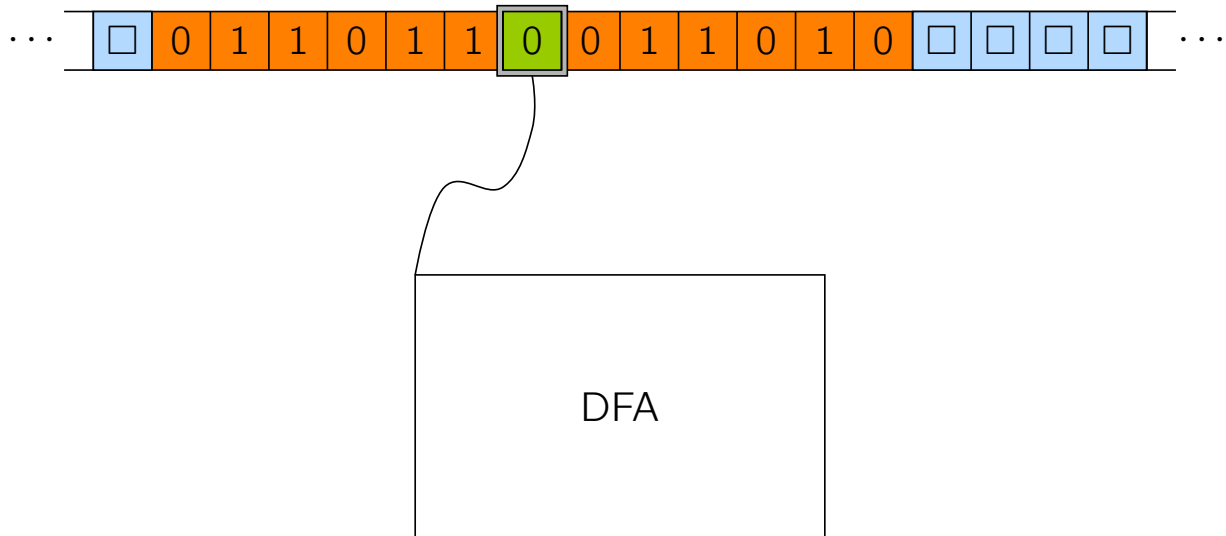 ··· □ 0 1 1 0 1 1 0 0 1 1 0 1 0 □ □ □ □ ···
DFA